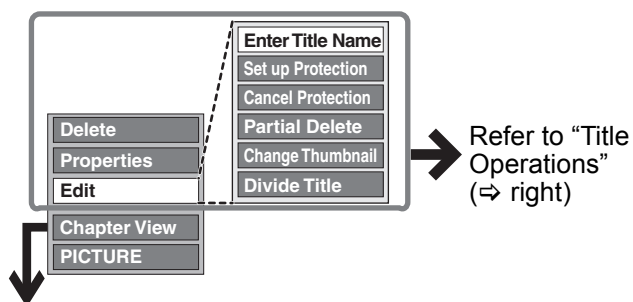 Enter Title Name
Set up Protection
Cancel Protection
Partial Delete
Change Thumbnail
Divide Title
Delete
Properties
Edit
Chapter View
PICTURE
Refer to “Title
Operations”
(⇨ right)